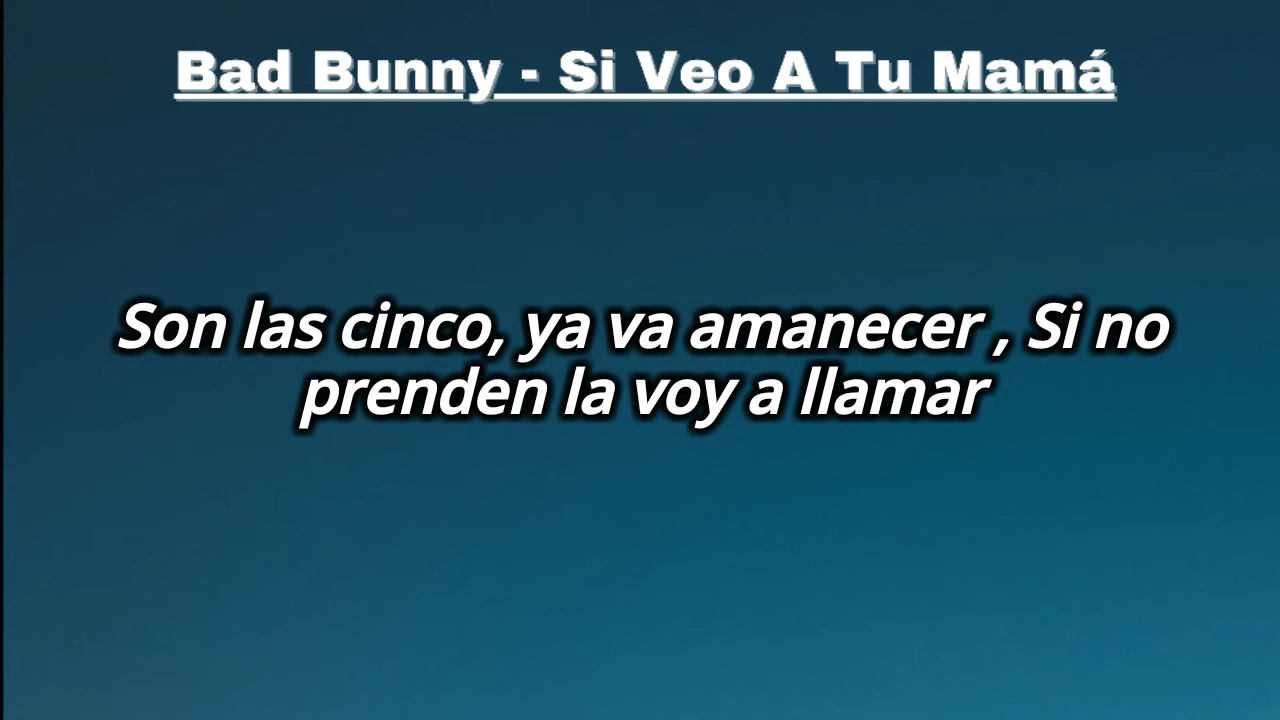 Bad Bunny - Si Veo A Tu Mamá
Son las cinco, ya va amanecer , Si no
prenden la voy a llamar